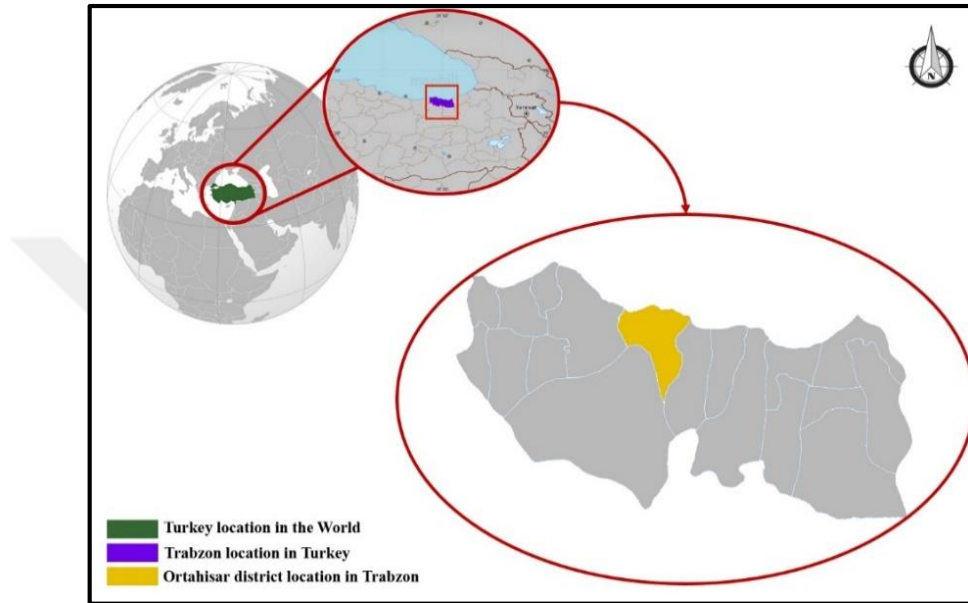 N
Turkey location in the World
Trabzon location in Turkey
Ortahisar district location in Trabzon